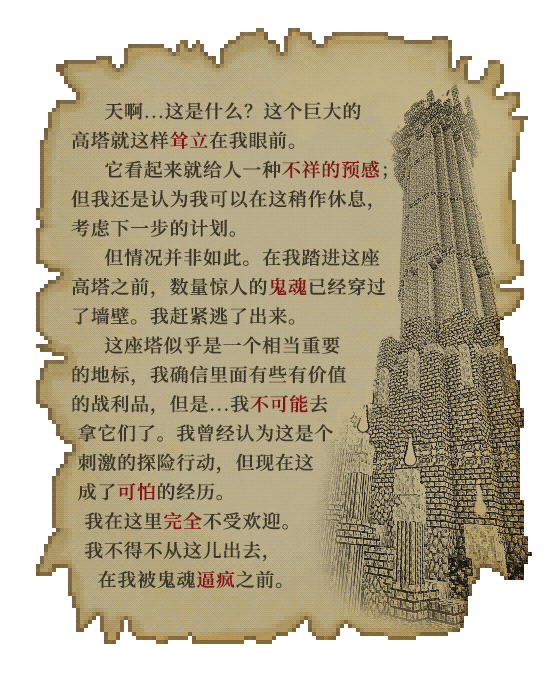 天啊…这是什么？这个巨大的
高塔就这样耸立在我眼前。
它看起来就给人一种不祥的预感；
但我还是认为我可以在这稍作休息，
考虑下一步的计划。
但情况并非如此。在我踏进这座
高塔之前，数量惊人的鬼魂已经穿过
了墙壁。我赶紧逃了出来。
这座塔似乎是一个相当重要
的地标，我确信里面有些有价值
的战利品，但是…我不可能去
拿它们了。我曾经认为这是个
刺激的探险行动，但现在这
成了可怕的经历。
我在这里完全不受欢迎。
我不得不从这儿出去，
在我被鬼魂逼疯之前。